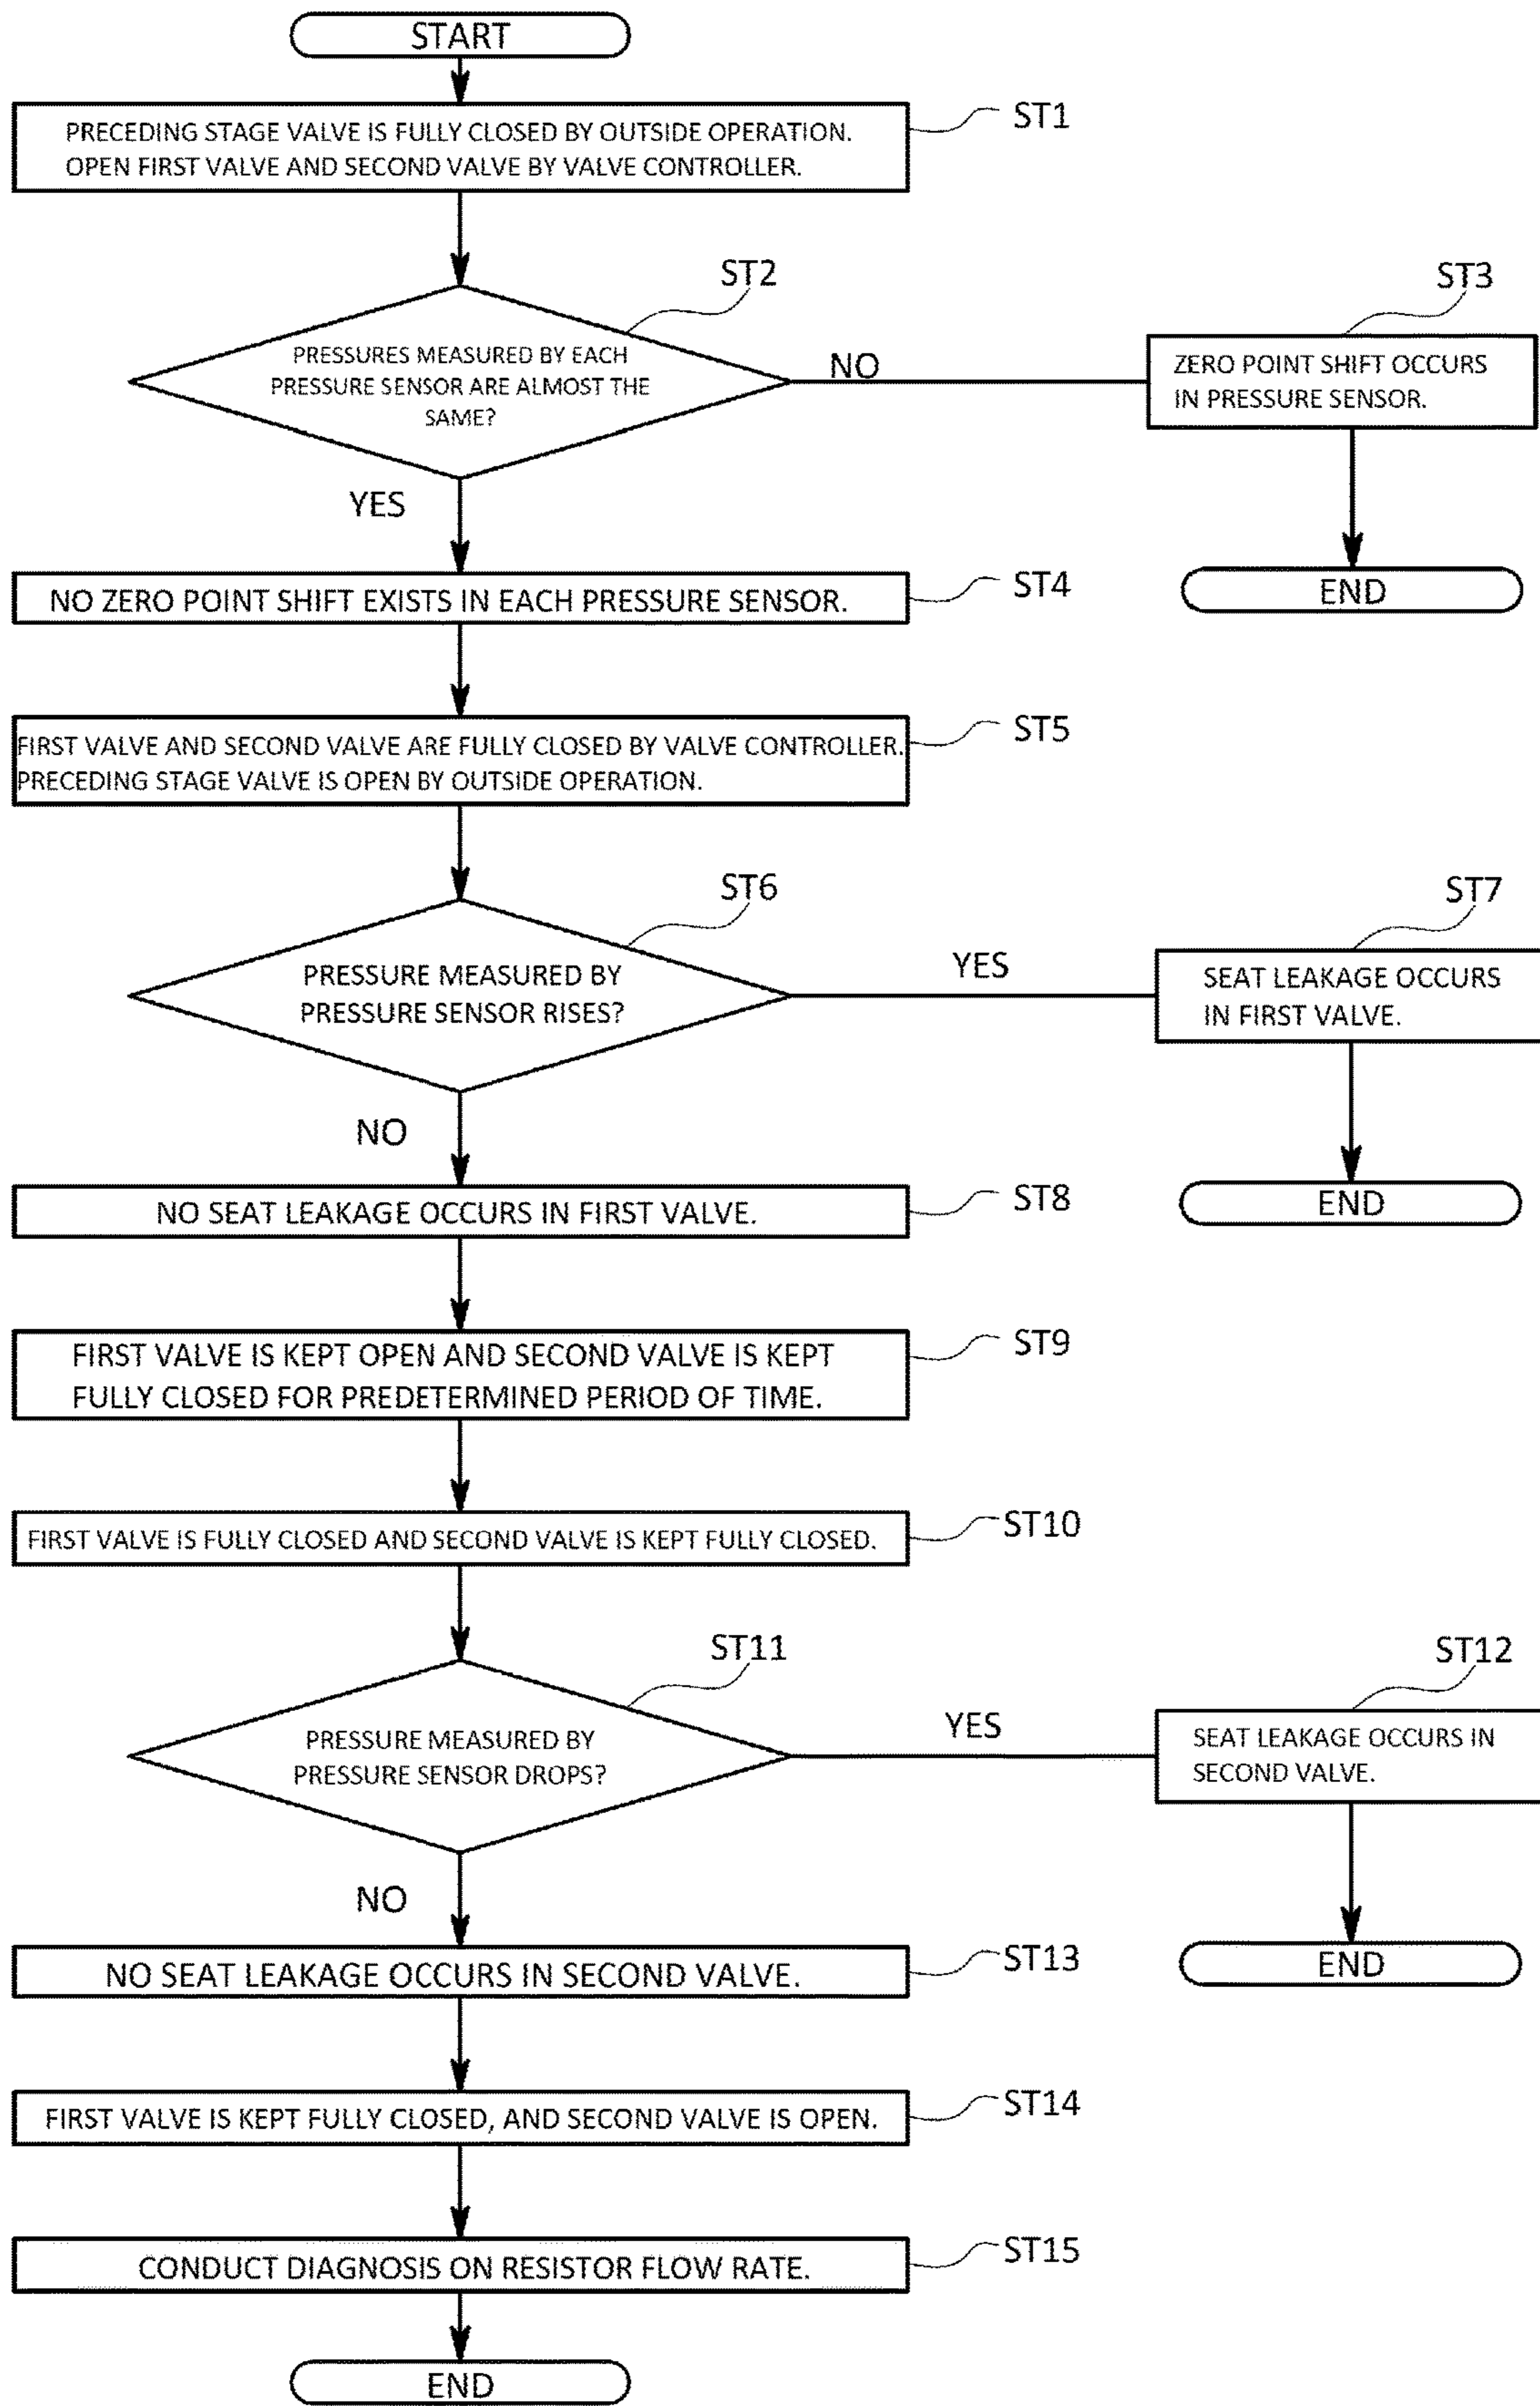 START
PRECEDING STAGE VALVE IS FULLY CLOSED BY OUTSIDE OPERATION.
OPEN FIRST VALVE AND SECOND VALVE BY VALVE CONTROLLER.
ST1
ST2
PRESSURES MEASURED BY EACH
PRESSURE SENSOR ARE ALMOST THE
SAME?
NO
ST3
ZERO POINT SHIFT OCCURS
IN PRESSURE SENSOR.
END
YES
NO ZERO POINT SHIFT EXISTS IN EACH PRESSURE SENSOR.
ST4
FIRST VALVE AND SECOND VALVE ARE FULLY CLOSED BY VALVE CONTROLLER.
PRECEDING STAGE VALVE IS OPEN BY OUTSIDE OPERATION.
ST5
ST6
PRESSURE MEASURED BY
PRESSURE SENSOR RISES?
YES
ST7
SEAT LEAKAGE OCCURS
IN FIRST VALVE.
END
NO
NO SEAT LEAKAGE OCCURS IN FIRST VALVE.
ST8
FIRST VALVE IS KEPT OPEN AND SECOND VALVE IS KEPT
FULLY CLOSED FOR PREDETERMINED PERIOD OF TIME.
ST9
FIRST VALVE IS FULLY CLOSED AND SECOND VALVE IS KEPT FULLY CLOSED.
ST10
ST11
PRESSURE MEASURED BY
PRESSURE SENSOR DROPS?
YES
ST12
SEAT LEAKAGE OCCURS IN
SECOND VALVE.
END
NO
NO SEAT LEAKAGE OCCURS IN SECOND VALVE.
ST13
FIRST VALVE IS KEPT FULLY CLOSED, AND SECOND VALVE IS OPEN.
ST14
CONDUCT DIAGNOSIS ON RESISTOR FLOW RATE.
ST15
END